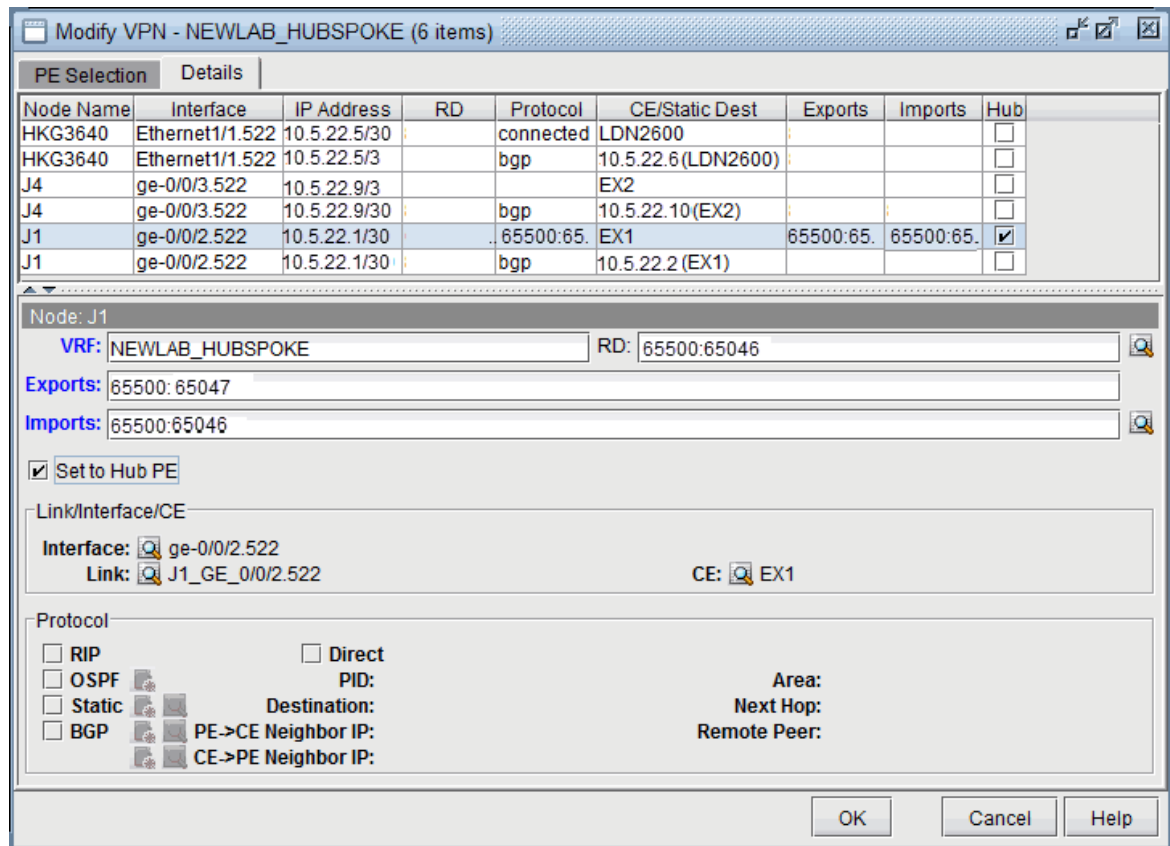 Modify VPN - NEWLAB_HUBSPOKE (6 items)
PE Selection Details
Node Name Interface IP Address RD Protocol CE/Static Dest Exports Imports Hub
HKG3640 Ethernet1/1.522 10.5.22.5/30 connected LDN2600
HKG3640 Ethernet1/1.522 10.5.22.5/3 bgp 10.5.22.6(LDN2600)
J4 ge-0/0/3.522 10.5.22.9/3 EX2
J4 ge-0/0/3.522 10.5.22.9/30 bgp 10.5.22.10(EX2)
J1 ge-0/0/2.522 10.5.22.1/30 . 65500:65. EX1 65500:65. 65500:65.
J1 ge-0/0/2.522 10.5.22.1/30 bgp 10.5.22.2 (EX1)
Node: J1
VRF: NEWLAB_HUBSPOKE RD: 65500:65046
Exports: 65500: 65047
Imports: 65500:65046
Set to Hub PE
Link/Interface/CE
Interface: ge-0/0/2.522
Link: J1_GE_0/0/2.522 CE: EX1
Protocol
RIP Direct
OSPF PID: Area:
Static Destination: Next Hop:
BGP PE->CE Neighbor IP: Remote Peer:
CE->PE Neighbor IP:
OK Cancel Help